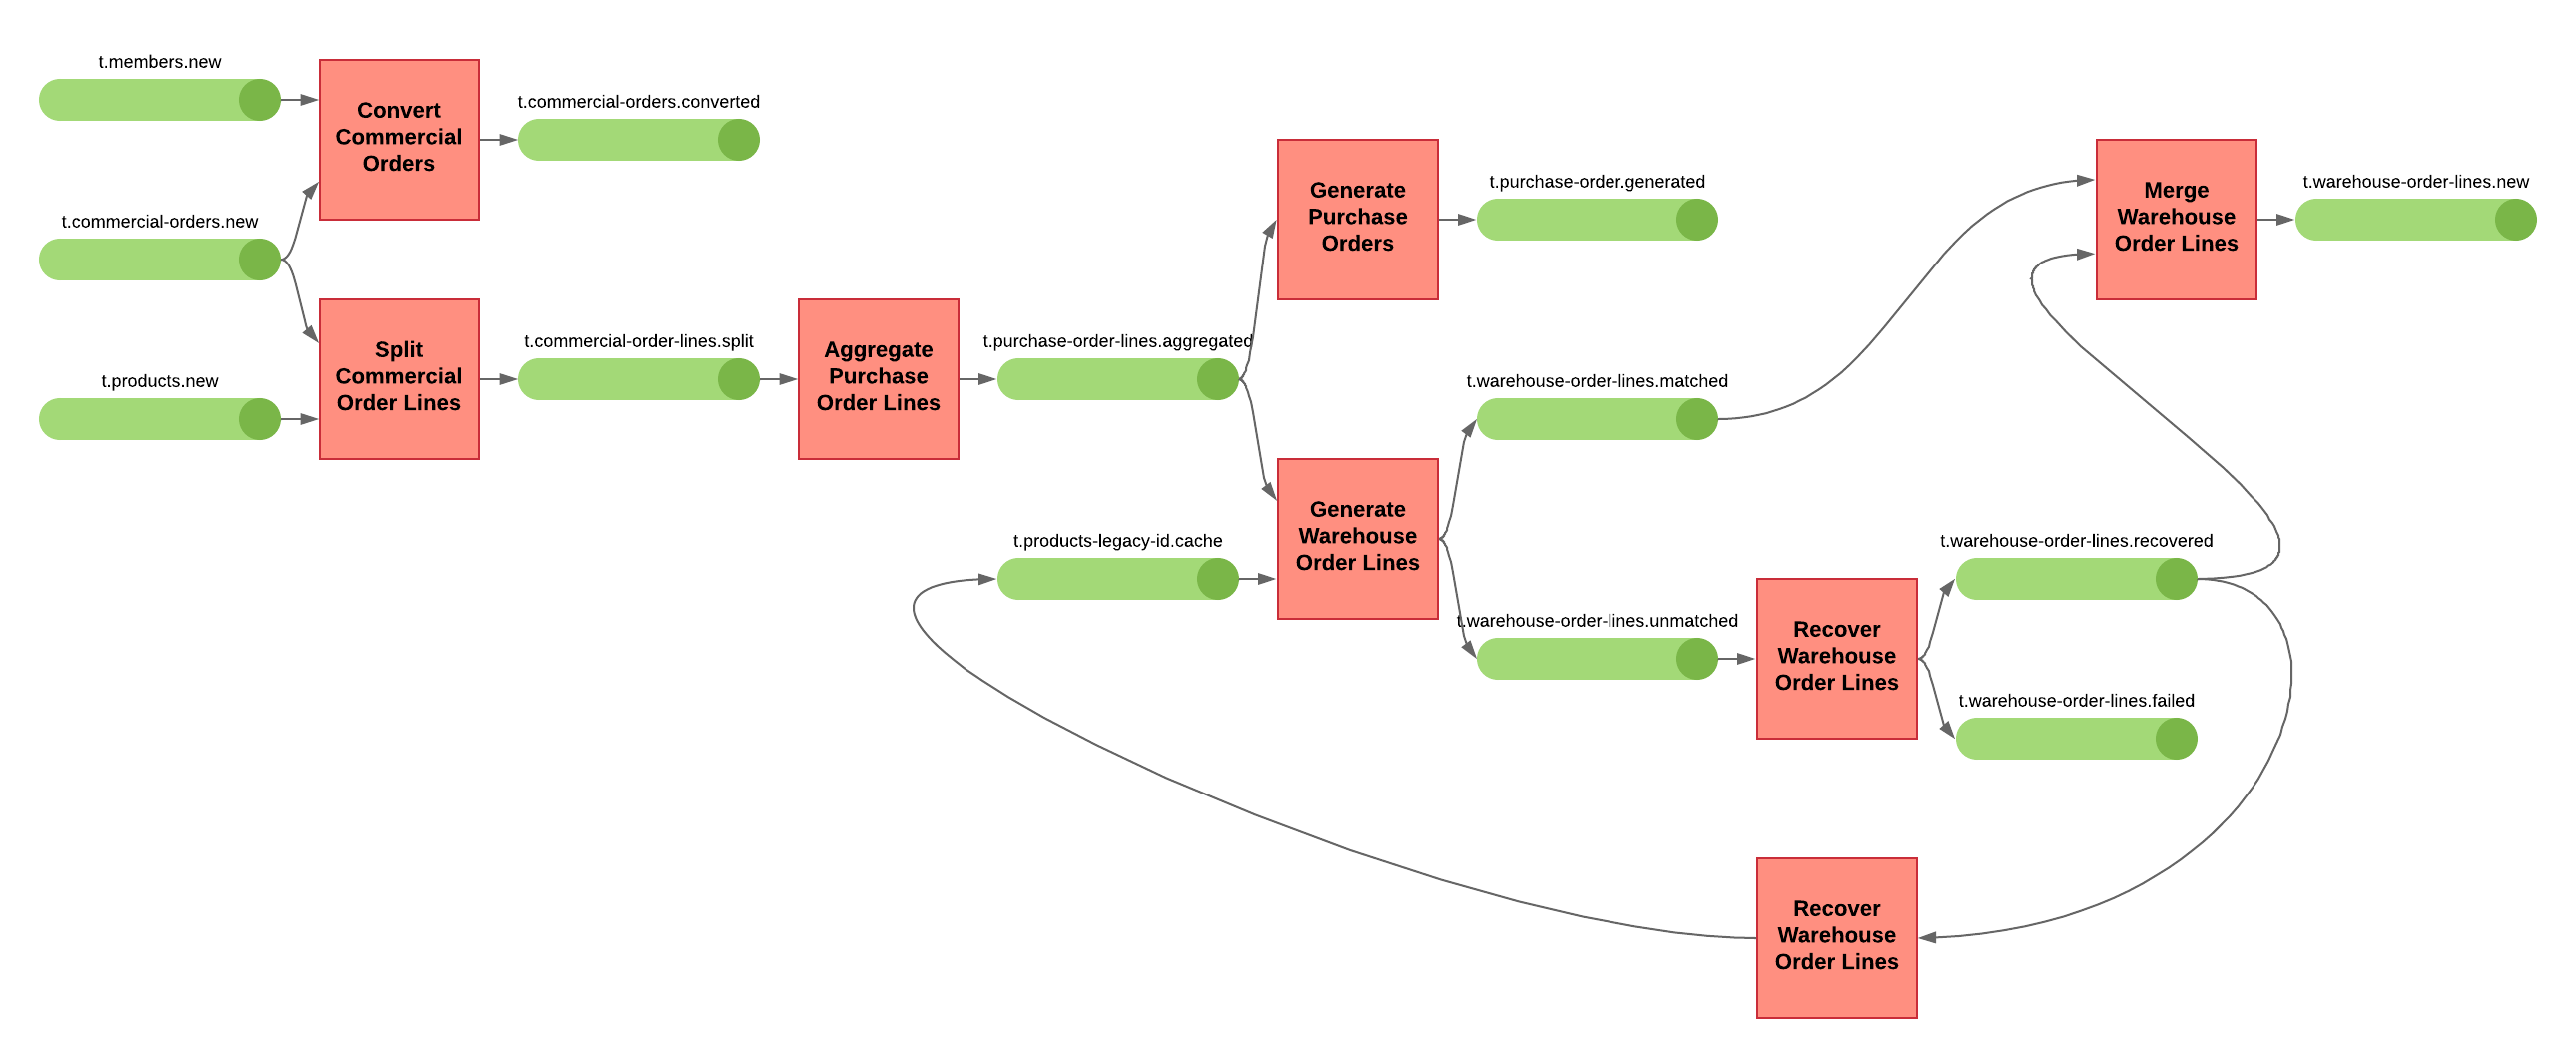 t.members.new
Convert
Commercial
Orders
t.commercial-orders.converted
t.commercial-orders.new
t.products.new
Split
Commercial
Order Lines
t.commercial-order-lines.split
Aggregate
Purchase
Order Lines
t.purchase-order-lines.aggregated
Generate
Purchase
Orders
t.purchase-order.generated
t.warehouse-order-lines.matched
t.products-legacy-id.cache
Generate
Warehouse
Order Lines
t.warehouse-order-lines.unmatched
Recover
Warehouse
Order Lines
t.warehouse-order-lines.recovered
t.warehouse-order-lines.failed
Merge
Warehouse
Order Lines
t.warehouse-order-lines.new
Recover
Warehouse
Order Lines